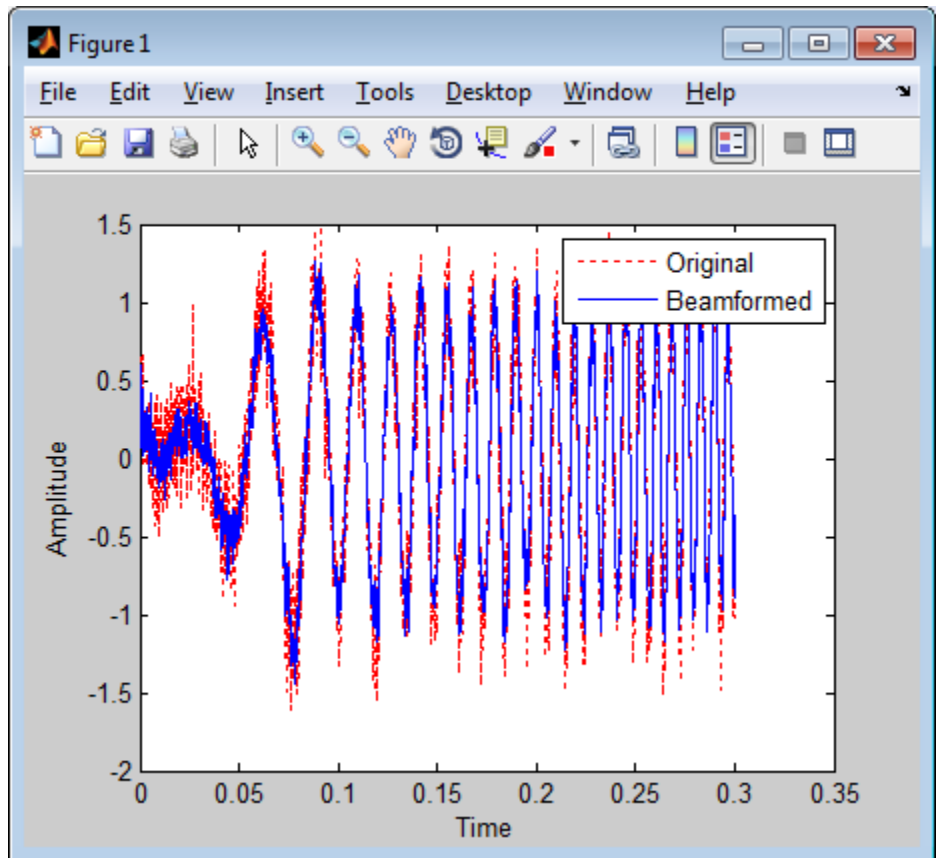 Figure 1
File Edit View Insert Tools Desktop Window Help
1.5
1
0.5
0
-0.5
-1
-1.5
-2
Amplitude
Original
Beamformed
0 0.05 0.1 0.15 0.2 0.25 0.3 0.35
Time